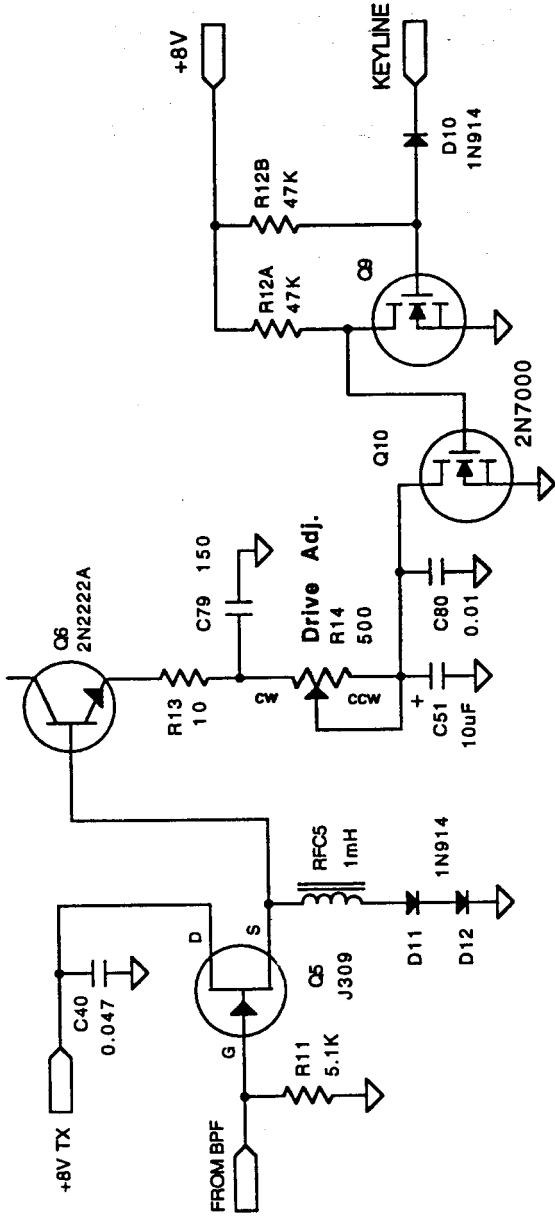 +8V TX
C40
0.047
FROM BPF
R11
5.1K
G
D
S
Q5
J309
RFC5
1mH
D11
D12
1N914
Q6
2N2222A
R13
10
C79
150
CW
CCW
Drive Adj.
R14
500
+
C51
10uF
C80
0.01
Q10
2N7000
Q9
R12A
47K
R12B
47K
+8V
KEYLINE
D10
1N914